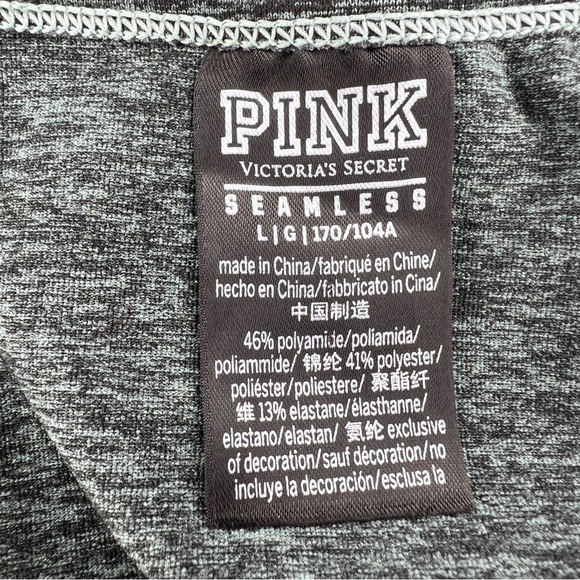 PINK
VICTORIA'S SECRET
SEAMLESS
L|G|170/104A
made in China/fabriqué en Chine/
hecho en China/fabbricato in Cina/
中国制造
46% polyamide/poliamida/
poliammide/ 锦纶 41% polyester/
poliéster/poliestere/ 聚酯纤
维 13% elastane/élasthanne/
elastano/elastan/ 氨纶 exclusive
of decoration/sauf décoration/no
incluye la decoración/esclusa la